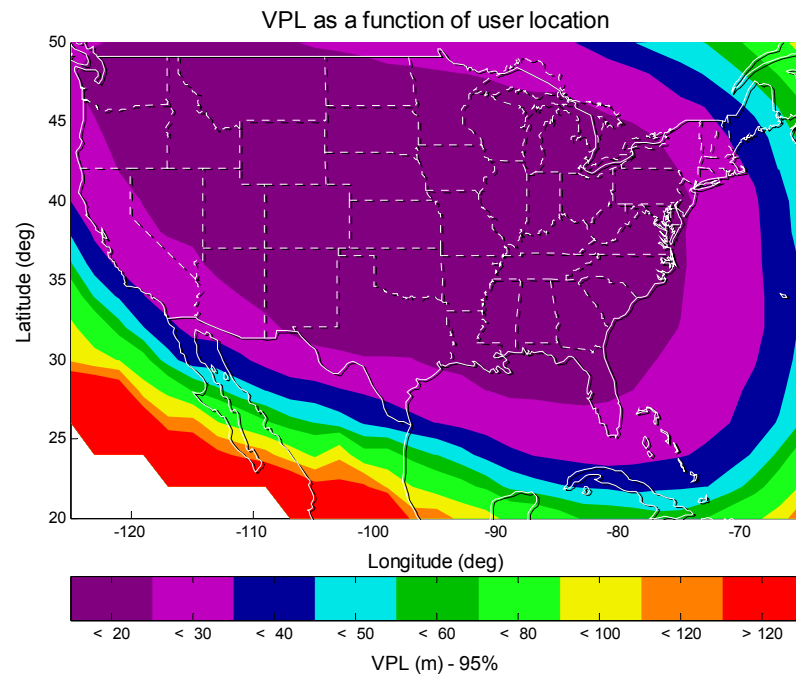 VPL as a function of user location
50
45
40
35
30
25
20
Latitude (deg)
-120 -110 -100 -90 -80 -70
Longitude (deg)
< 20 < 30 < 40 < 50 < 60 < 80 < 100 < 120 > 120
VPL (m) - 95%